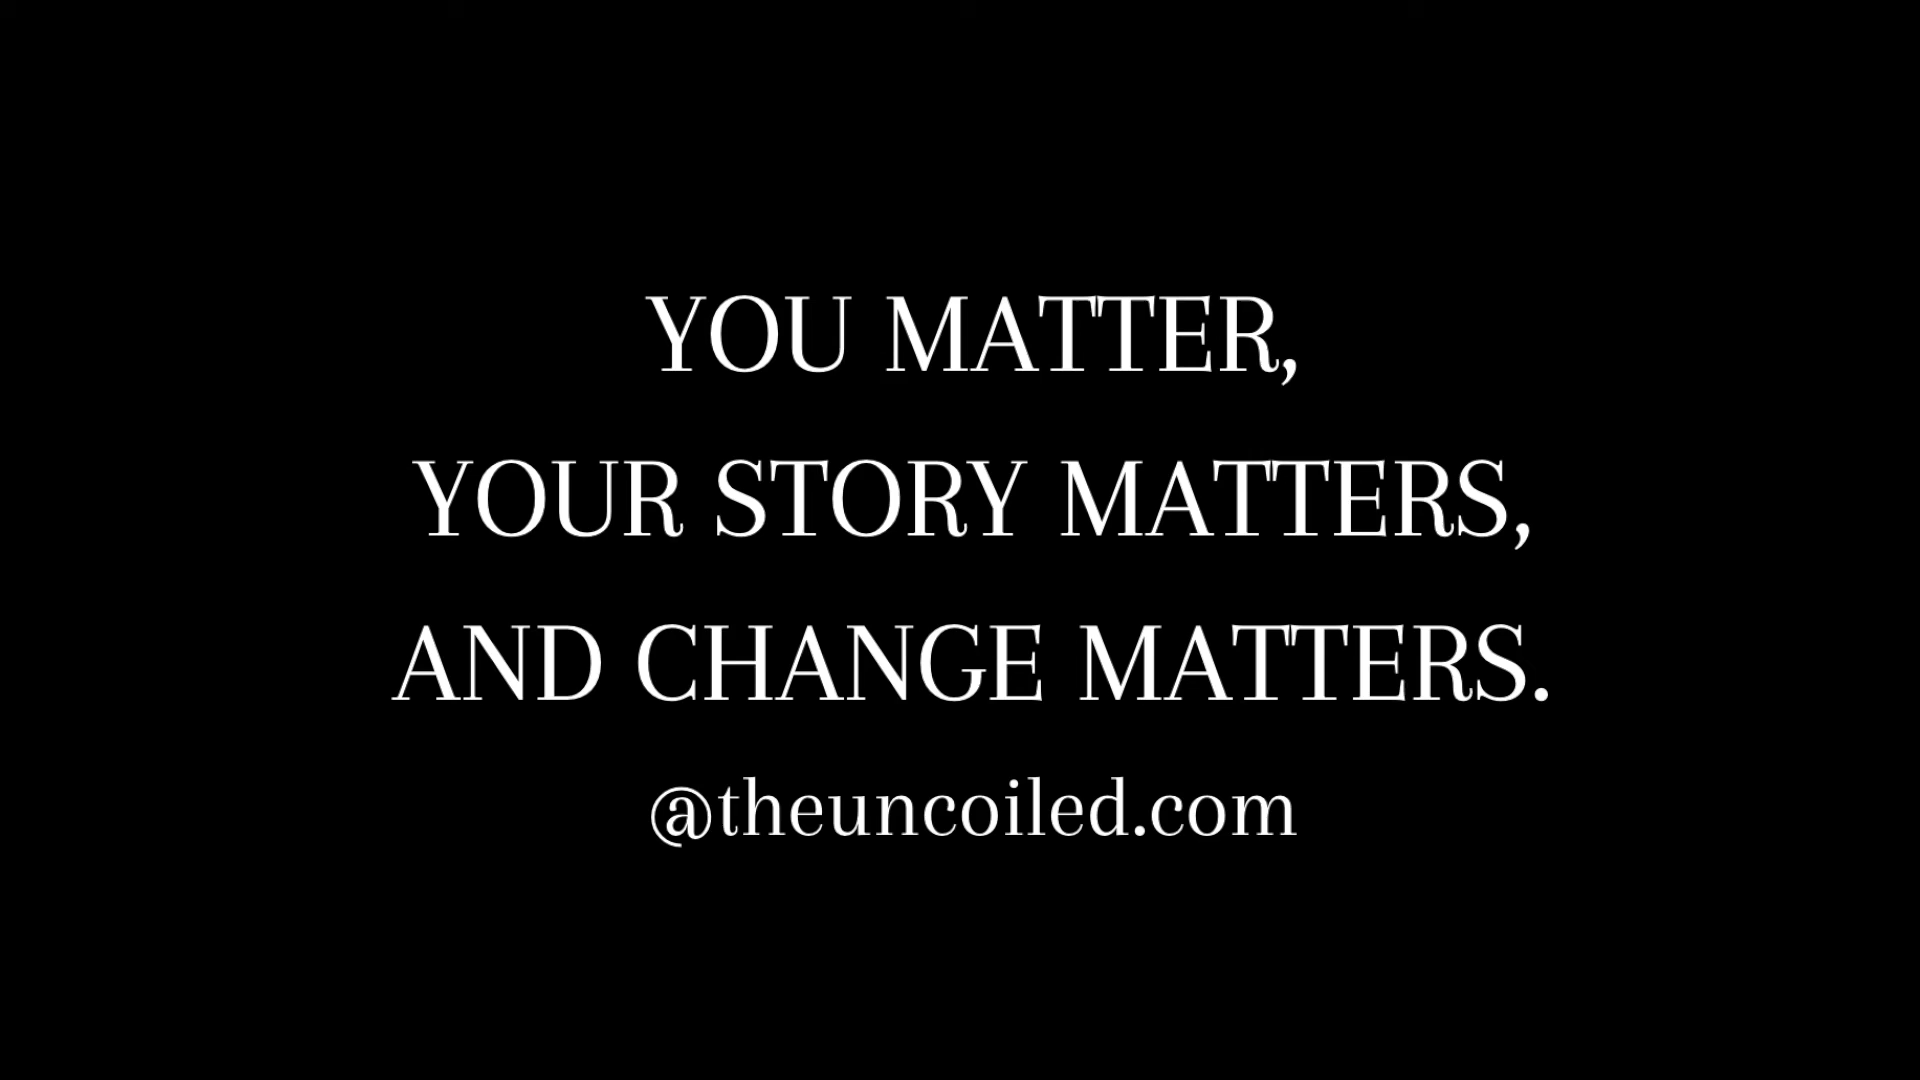 YOU MATTER,
YOUR STORY MATTERS,
AND CHANGE MATTERS.
@theuncoiled.com